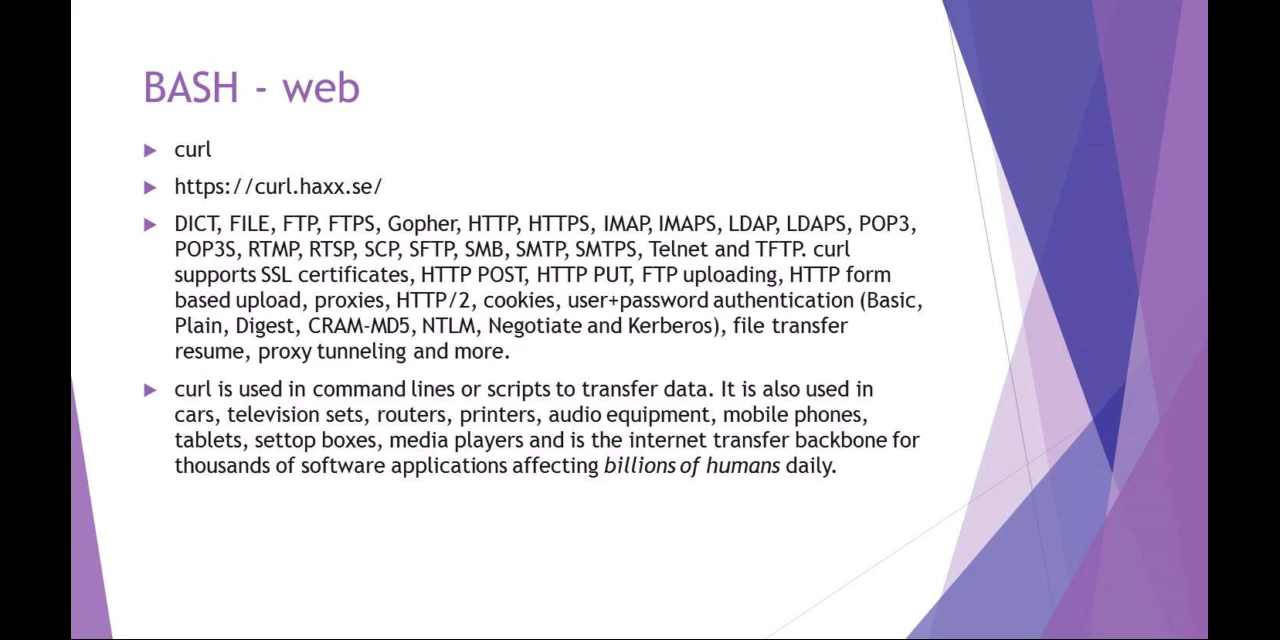 BASH - web
curl
https://curl.haxx.se/
DICT, FILE, FTP, FTPS, Gopher, HTTP, HTTPS, IMAP, IMAPS, LDAP, LDAPS, POP3,
POP3S, RTMP, RTSP, SCP, SFTP, SMB, SMTP, SMTPS, Telnet and TFTP. curl
supports SSL certificates, HTTP POST, HTTP PUT, FTP uploading, HTTP form
based upload, proxies, HTTP/2, cookies, user+password authentication (Basic,
Plain, Digest, CRAM-MD5, NTLM, Negotiate and Kerberos), file transfer
resume, proxy tunneling and more.
curl is used in command lines or scripts to transfer data. It is also used in
cars, television sets, routers, printers, audio equipment, mobile phones,
tablets, settop boxes, media players and is the internet transfer backbone for
thousands of software applications affecting billions of humans daily.